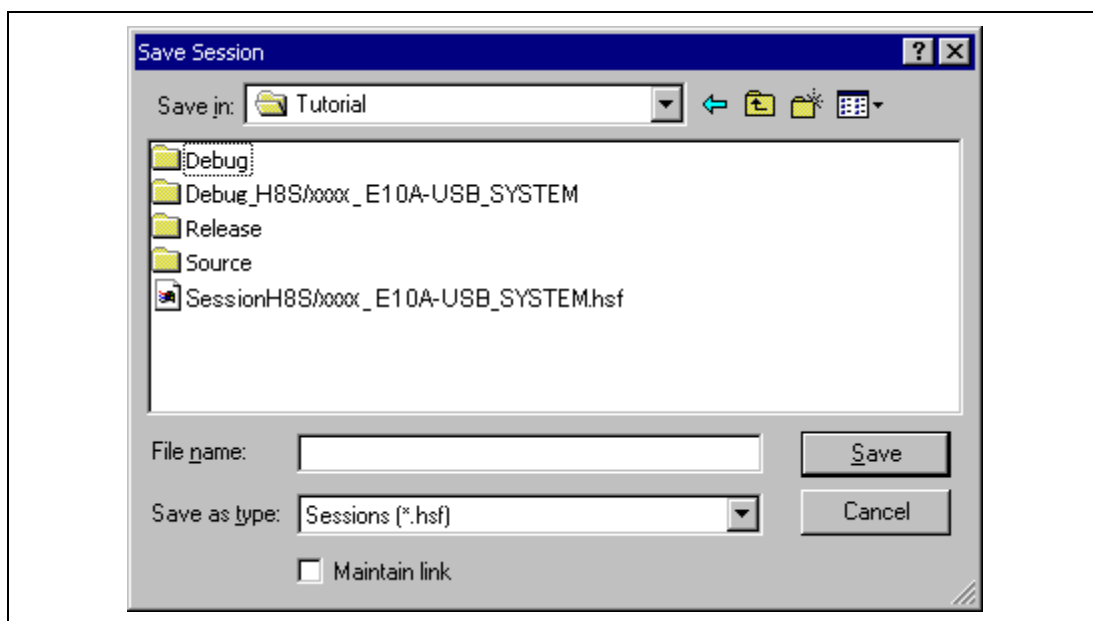 Save Session
Save in: Tutorial
Debug
Debug_H8S/xxxx_E10A-USB_SYSTEM
Release
Source
SessionH8S/xxxx_E10A-USB_SYSTEM.hsf
File name:
Save
Save as type: Sessions (*.hsf)
Cancel
Maintain link